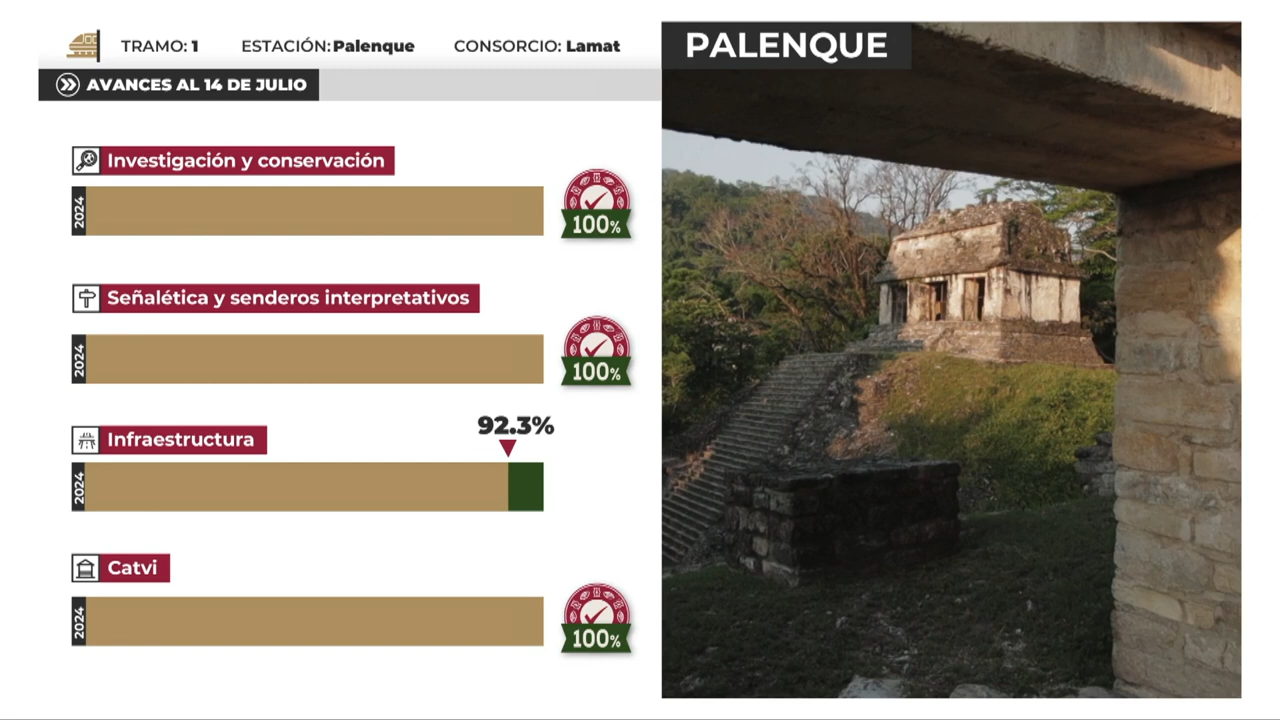 TRAMO: 1 ESTACIÓN: Palenque CONSORCIO: Lamat
AVANCES AL 14 DE JULIO
Investigación y conservación
2024
100%
Señalética y senderos interpretativos
2024
100%
92.3%
Infraestructura
2024
Catvi
2024
100%
PALENQUE